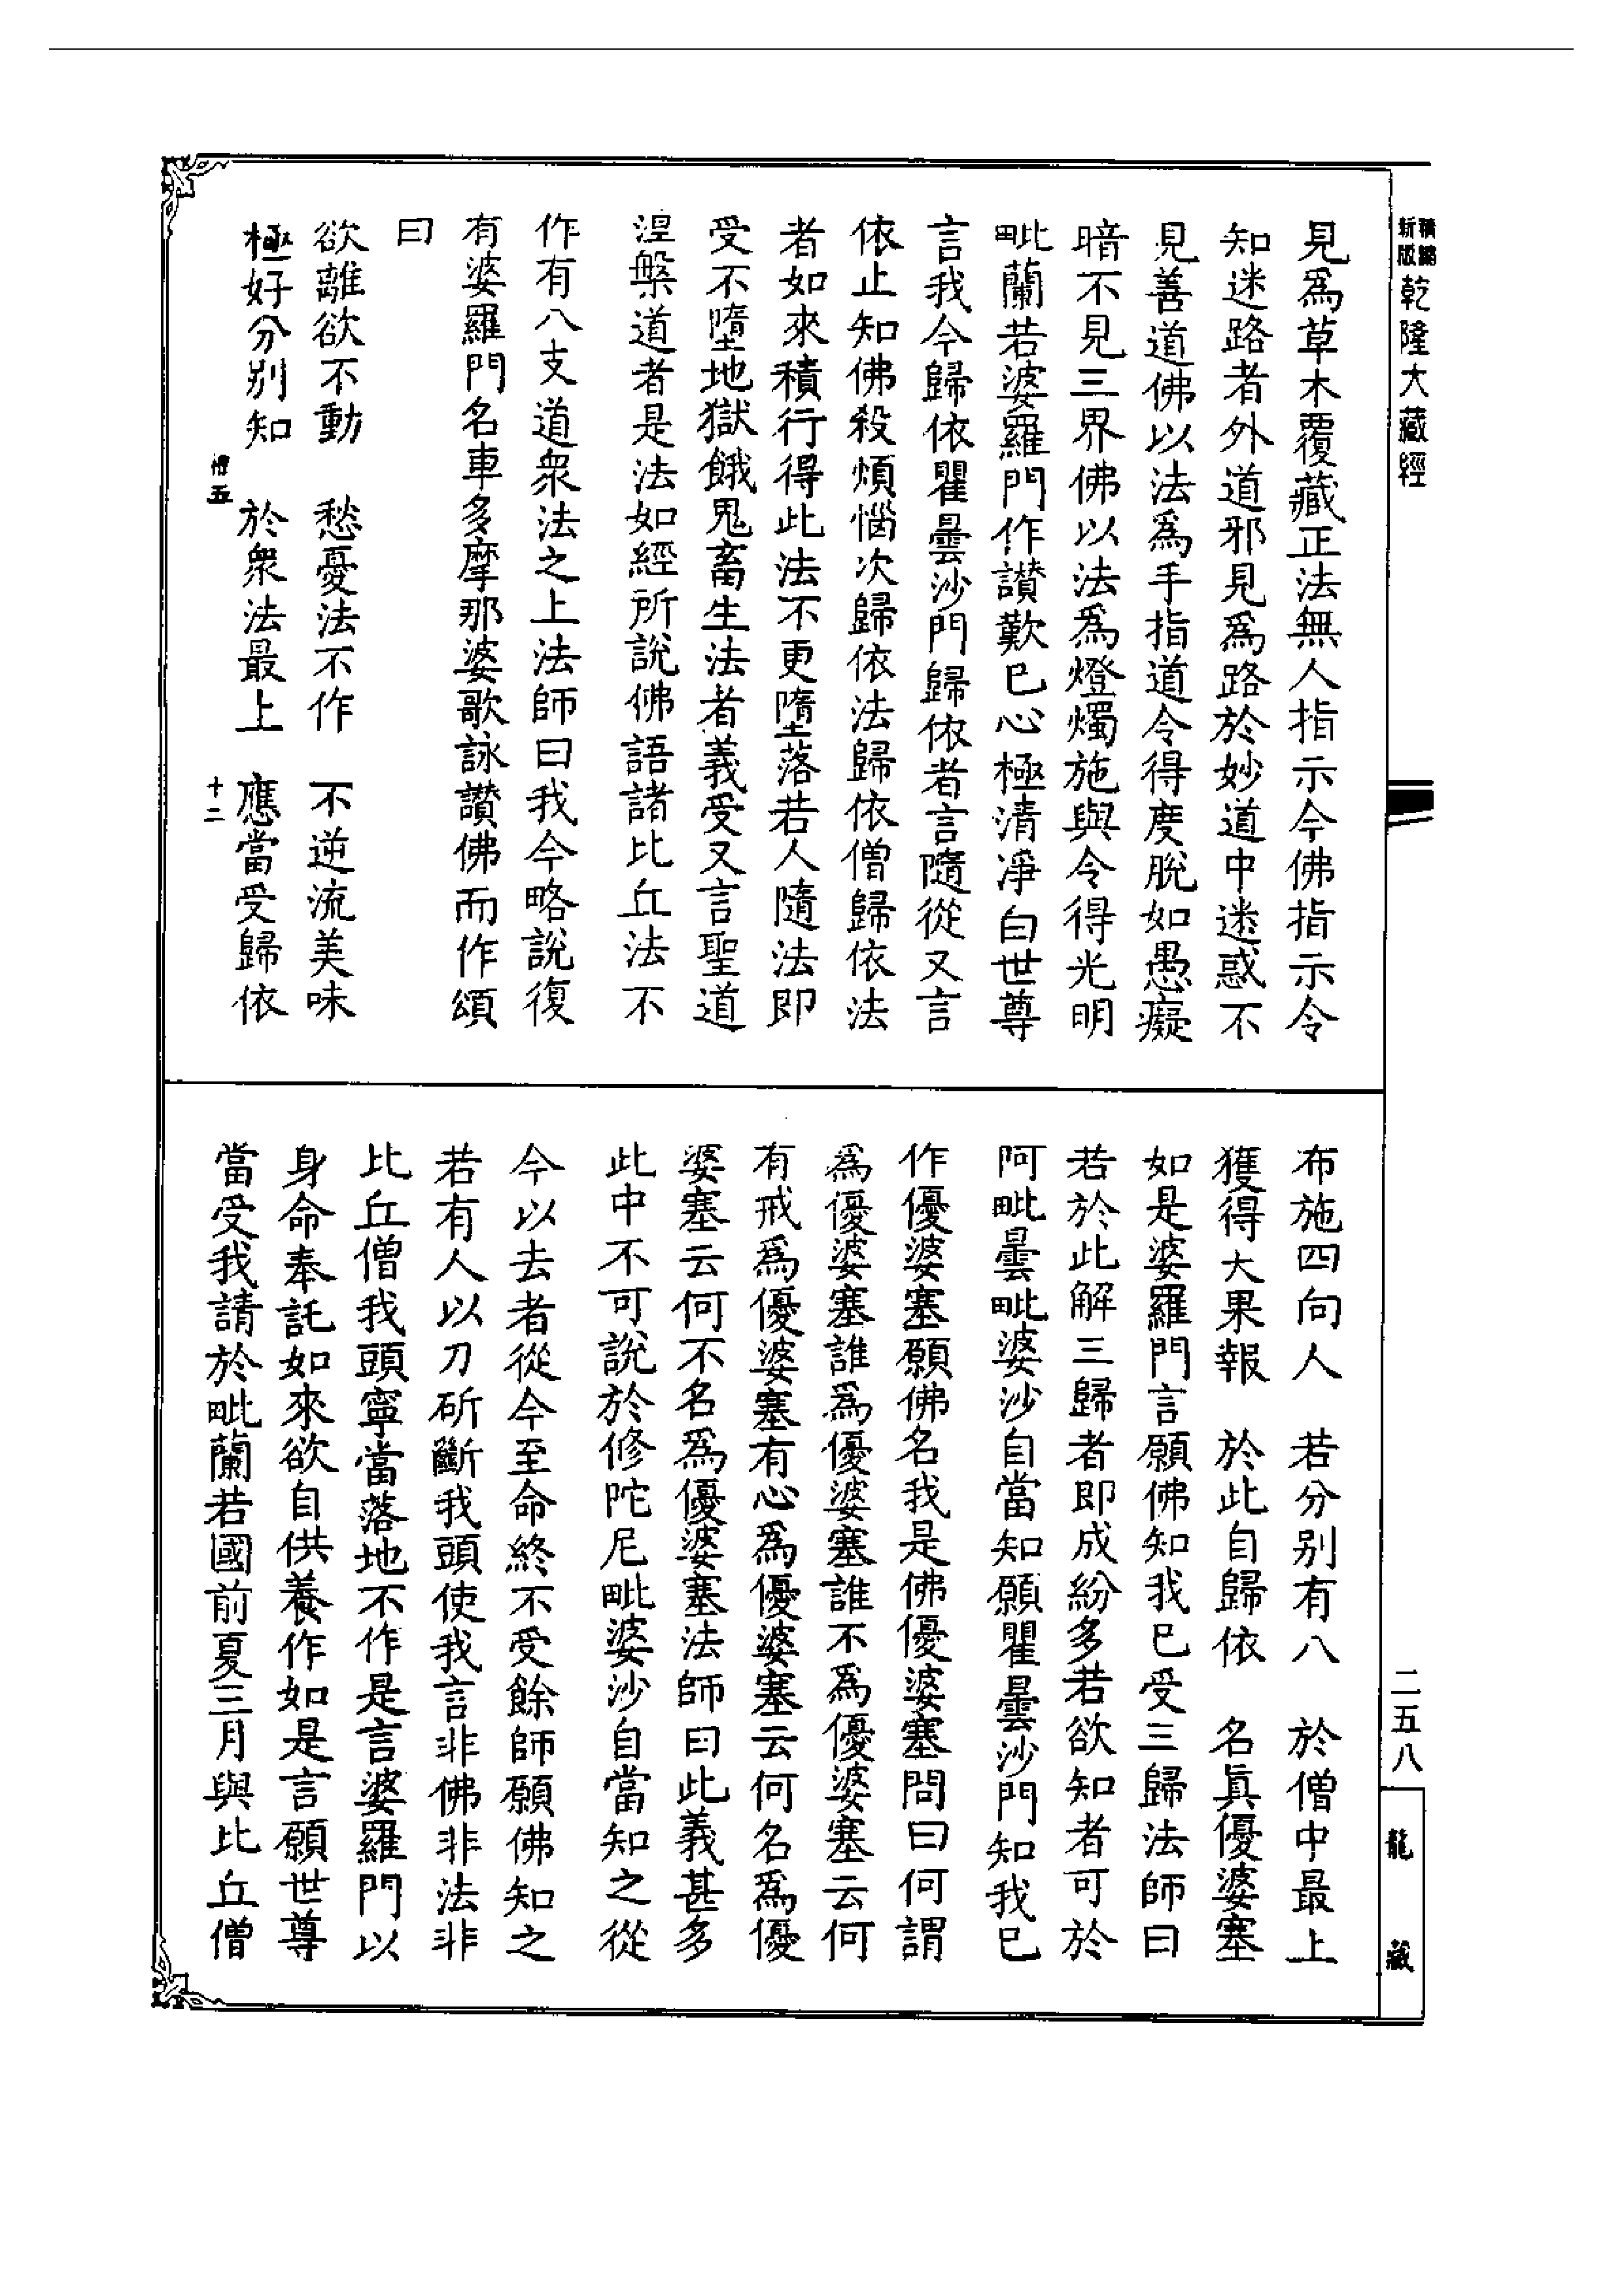 精縮新版乾隆大藏經
見爲草木覆藏正法無人指示今佛指示令
知迷路者外道邪見爲路於妙道中迷惑不
見善道佛以法爲手指道令得度脫如愚癡
暗不見三界佛以法爲燈燭施與令得光明
毗蘭若婆羅門作讃歎已心極清淨白世尊
言我今歸依瞿曇沙門歸依者言隨從又言
依止知佛殺煩惱次歸依法歸依僧歸依法
者如來積行得此法不更墮落若人隨法即
受不墮地獄餓鬼畜生法者義受又言聖道
涅槃道者是法如經所說佛語諸比丘法不
作有八支道衆法之上法師曰我今略說復
有婆羅門名車多摩那婆歌詠讃佛而作頌
曰
欲離欲不動　愁憂法不作　不逆流美味
極好分別知　於衆法最上　應當受歸依
五
十二
布施四向人　若分別有八　於僧中最上
獲得大果報　於此自歸依　名眞優婆塞
如是婆羅門言願佛知我已受三歸法師曰
若於此解三歸者即成紛多若欲知者可於
阿毗曇毗婆沙自當知願瞿曇沙門知我已
作優婆塞願佛名我是佛優婆塞問曰何謂
爲優婆塞誰爲優婆塞誰不爲優婆塞云何
有戒爲優婆塞有心爲優婆塞云何名爲優
婆塞云何不名爲優婆塞法師曰此義甚多
此中不可說於修陀尼毗婆沙自當知之從
今以去者從今至命終不受餘師願佛知之
若有人以刀斫斷我頭使我言非佛非法非
比丘僧我頭寧當落地不作是言婆羅門以
身命奉託如來欲自供養作如是言願世尊
當受我請於毗蘭若國前夏三月與比丘僧
二五八
龍藏